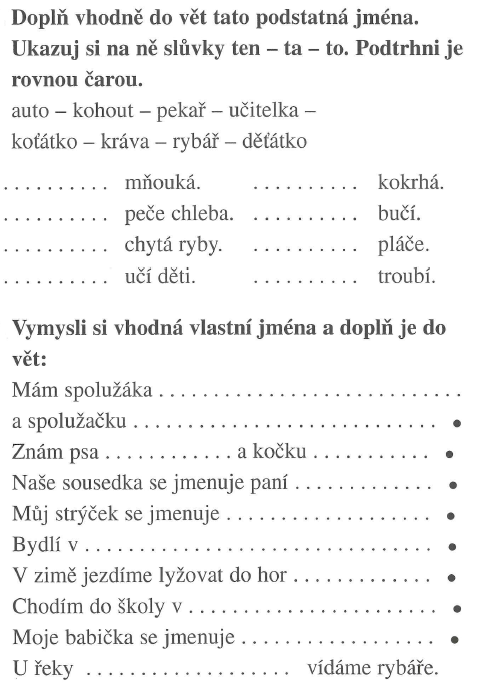 Doplň vhodně do vět tato podstatná jména.
Ukazuj si na ně slůvky ten – ta – to. Podtrhni je
rovnou čarou.
auto – kohout – pekař – učitelka –
koťátko – kráva – rybář – děťátko
. . . . . . . . . . mňouká. . . . . . . . . . . kokrhá.
. . . . . . . . . . peče chleba. . . . . . . . . . . bučí.
. . . . . . . . . . chytá ryby. . . . . . . . . . . pláče.
. . . . . . . . . . učí děti. . . . . . . . . . . troubí.
Vymysli si vhodná vlastní jména a doplň je do
vět:
Mám spolužáka . . . . . . . . . . . . . . . . . . . . . . . . . . . .
a spolužačku . . . . . . . . . . . . . . . . . . . . . . . . . . . . •
Znám psa . . . . . . . . . . . . a kočku . . . . . . . . . . . •
Naše sousedka se jmenuje paní . . . . . . . . . . . . . •
Můj strýček se jmenuje . . . . . . . . . . . . . . . . . . . •
Bydlí v . . . . . . . . . . . . . . . . . . . . . . . . . . . . . . . . •
V zimě jezdíme lyžovat do hor . . . . . . . . . . . . . •
Chodím do školy v . . . . . . . . . . . . . . . . . . . . . . . •
Moje babička se jmenuje . . . . . . . . . . . . . . . . . . •
U řeky . . . . . . . . . . . . . . . . . . . vídáme rybáře.